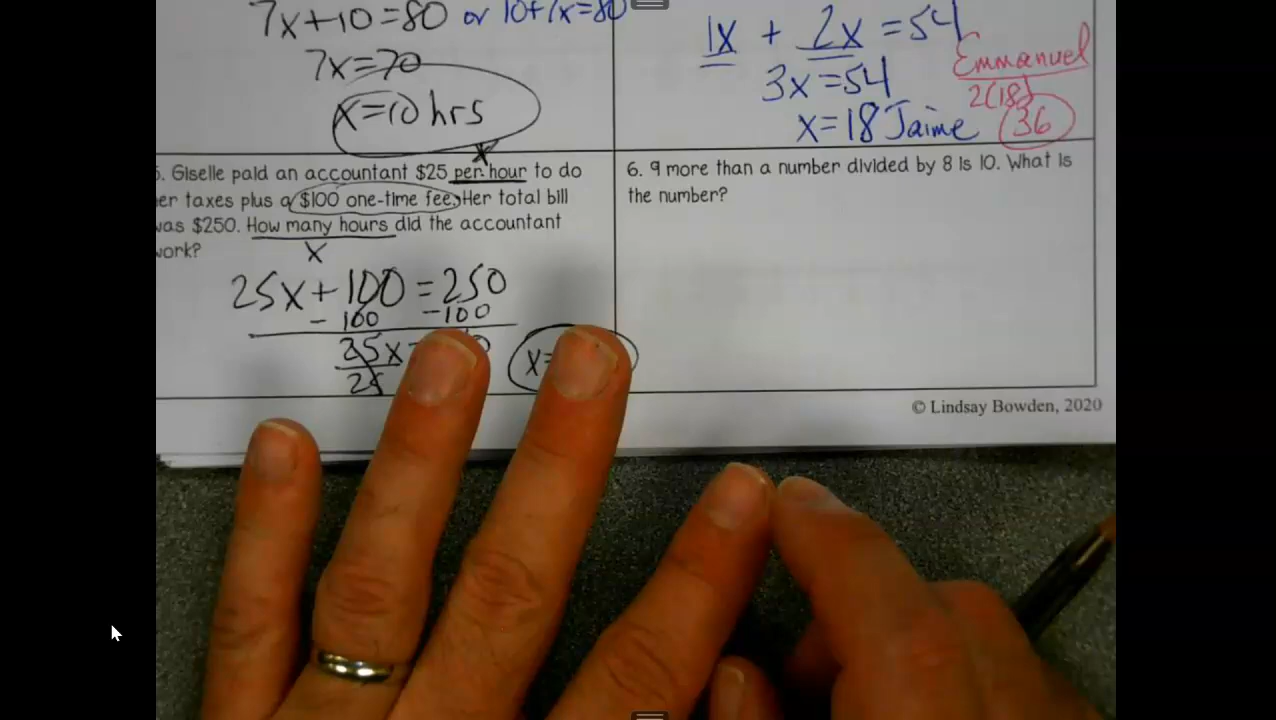 7x+10=80 or 10+7x=80
7x=70
x=10 hrs
1x + 2x = 54
3x=54
x=18 Jaime
Emmanuel
2(18)
36
5. Giselle paid an accountant $25 per hour to do
er taxes plus a $100 one-time fee. Her total bill
was $250. How many hours did the accountant
work?
x
x
25x+100=250
-100 -100
25x=
25
x=
6. 9 more than a number divided by 8 is 10. What is
the number?
© Lindsay Bowden, 2020